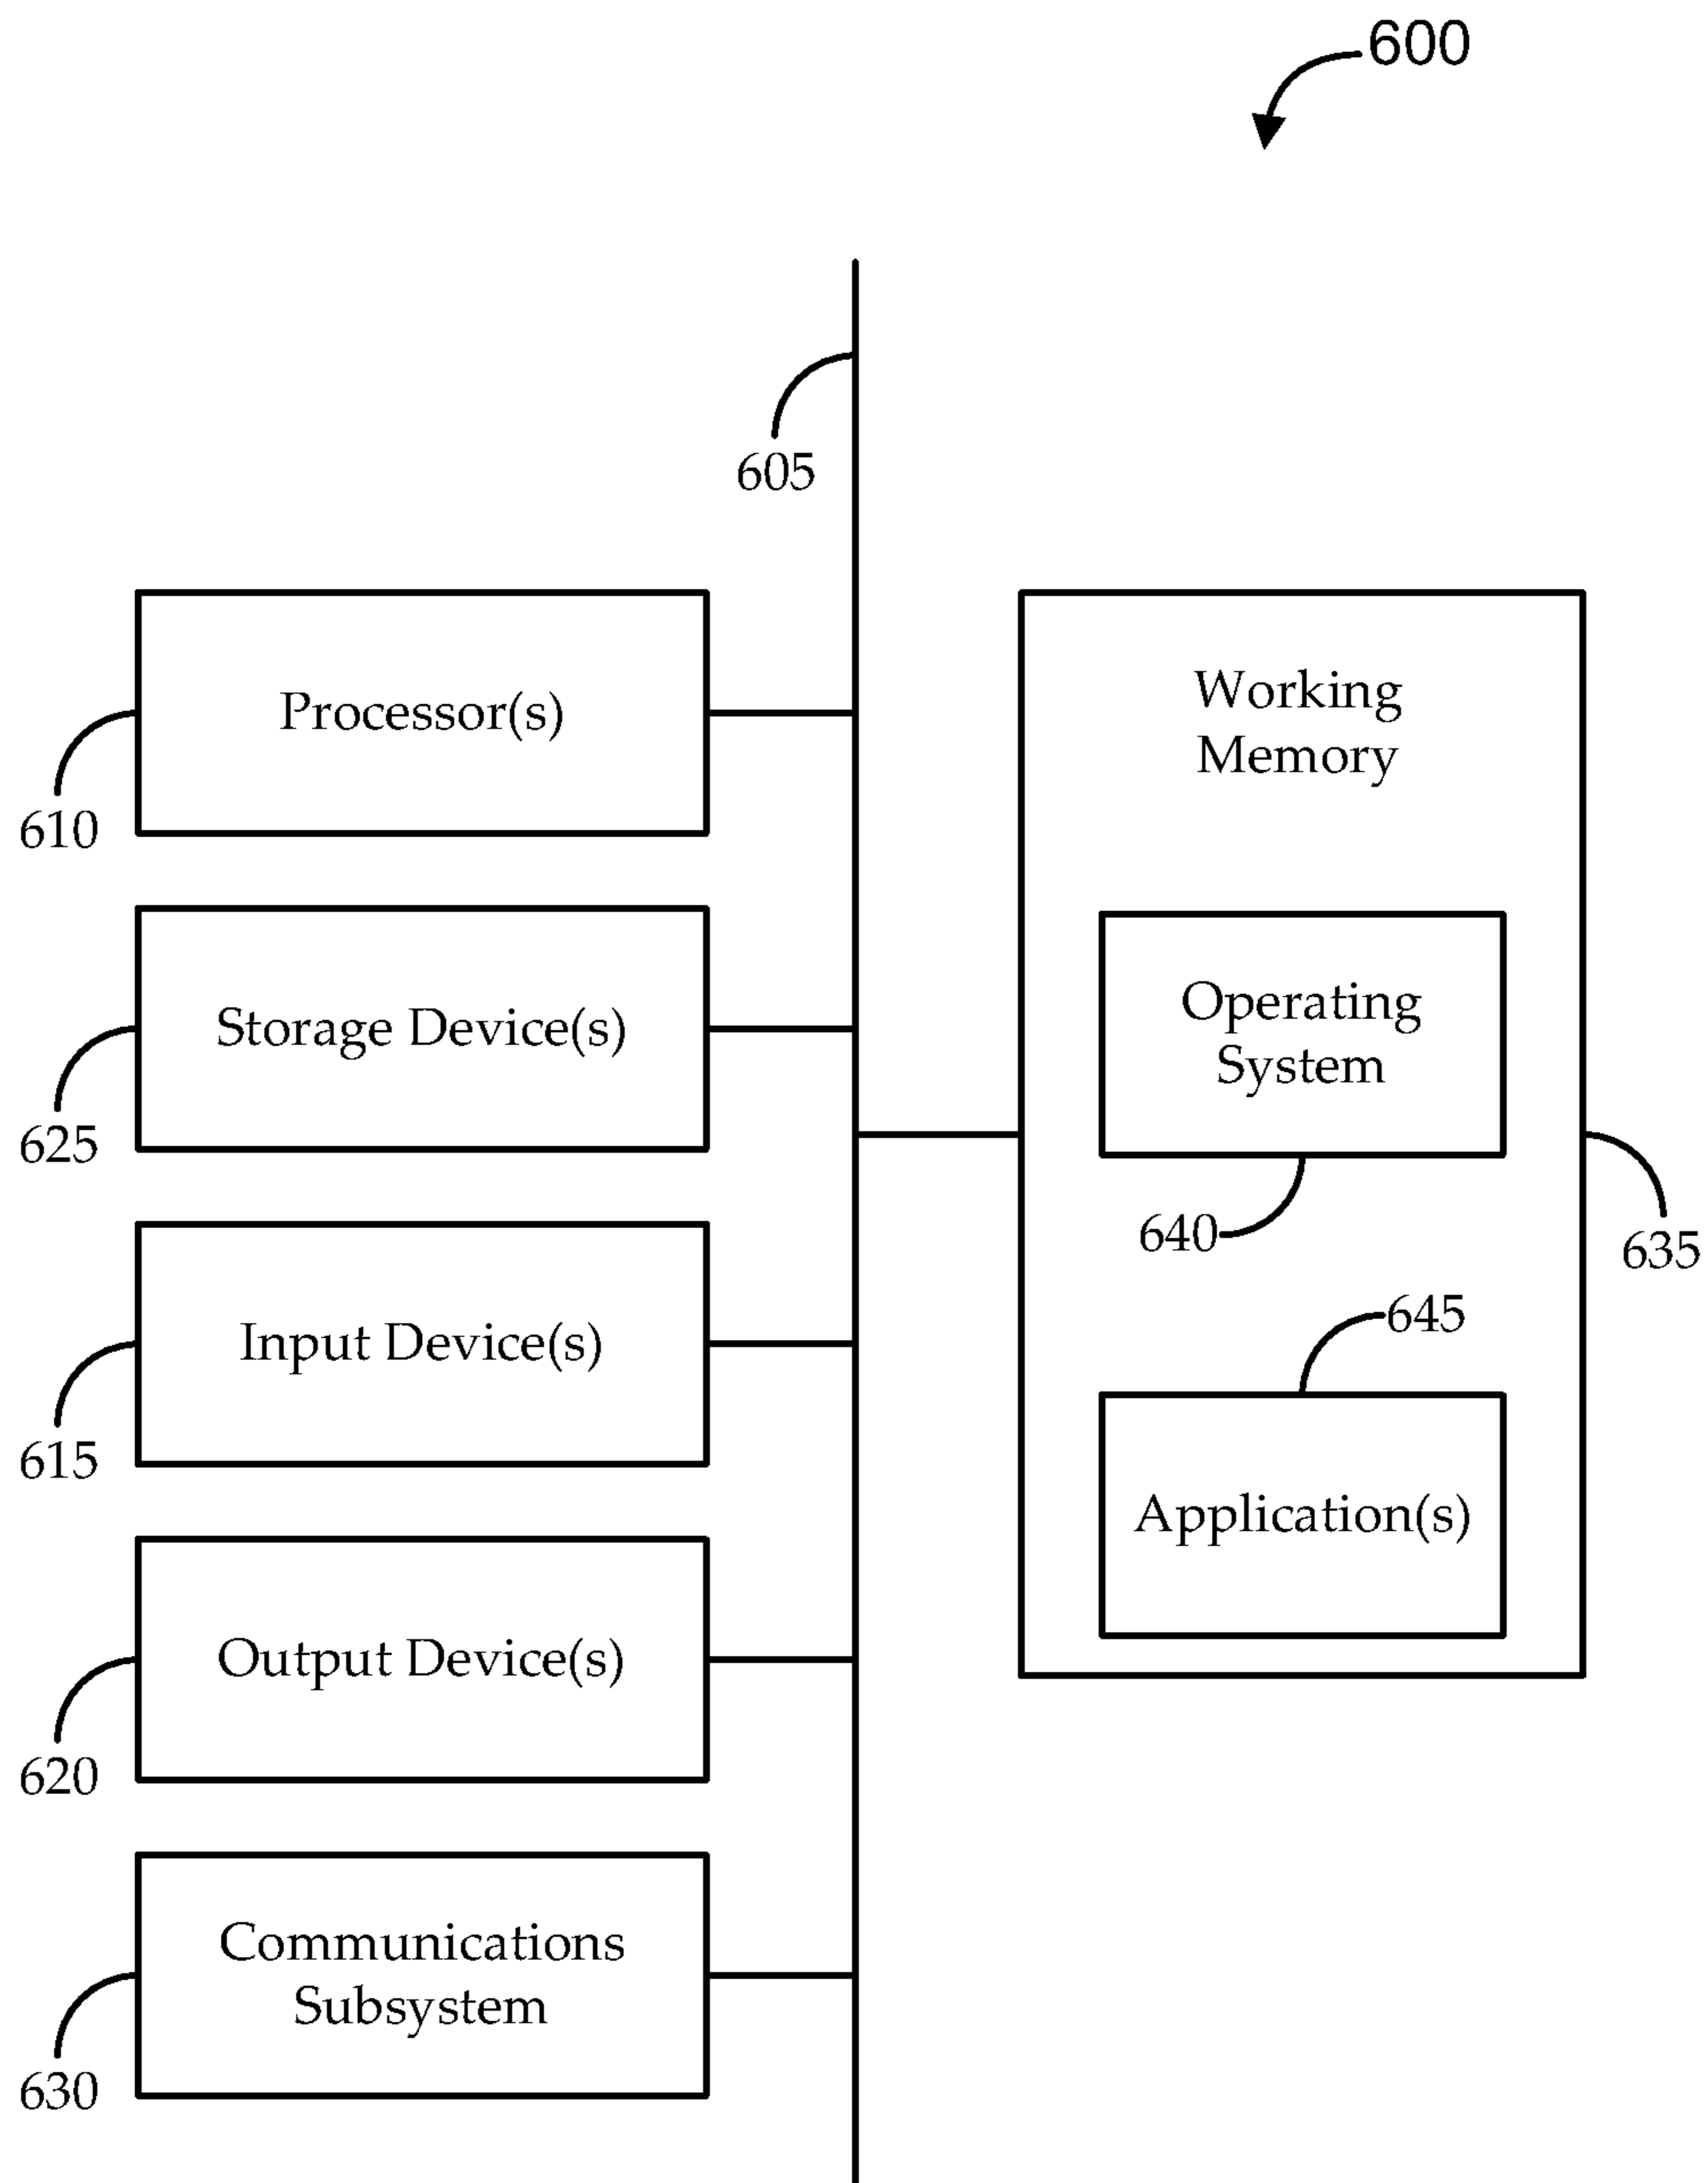 600
605
Processor(s)
610
Storage Device(s)
625
Input Device(s)
615
Output Device(s)
620
Communications
Subsystem
630
Working
Memory
Operating
System
640
635
645
Application(s)